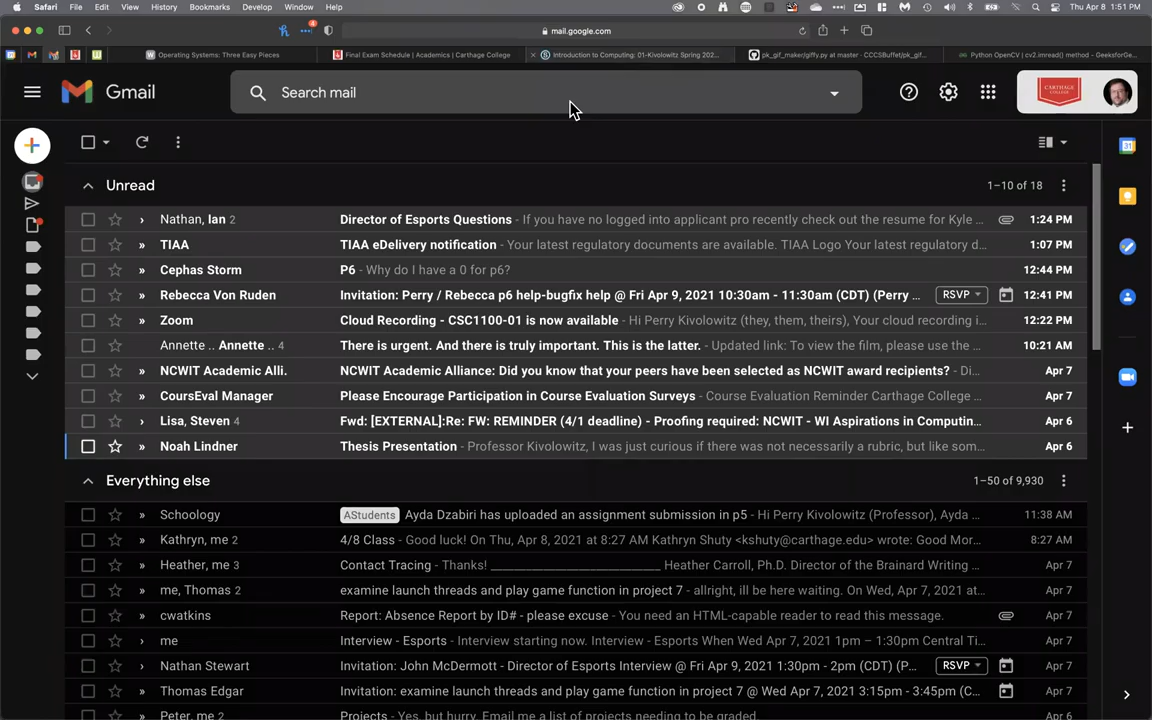 Safari File Edit View History Bookmarks Develop Window Help Thu Apr 8 1:51 PM
mail.google.com
Operating Systems: Three Easy Pieces
Final Exam Schedule | Academics | Carthage College
Introduction to Computing: 01-Kivolowitz Spring 202...
pk_gif_maker/giffy.py at master · CCCSBuffet/pk_gif...
Python OpenCV | cv2.imread() method - GeeksforGe...
Gmail
Search mail
CARTHAGE COLLEGE
31
Unread 1–10 of 18
Nathan, Ian 2 Director of Esports Questions - If you have no logged into applicant pro recently check out the resume for Kyle ... 1:24 PM
TIAA TIAA eDelivery notification - Your latest regulatory documents are available. TIAA Logo Your latest regulatory d... 1:07 PM
Cephas Storm P6 - Why do I have a 0 for p6? 12:44 PM
Rebecca Von Ruden Invitation: Perry / Rebecca p6 help-bugfix help @ Fri Apr 9, 2021 10:30am - 11:30am (CDT) (Perry ... RSVP 12:41 PM
Zoom Cloud Recording - CSC1100-01 is now available - Hi Perry Kivolowitz (they, them, theirs), Your cloud recording i... 12:22 PM
Annette .. Annette .. 4 There is urgent. And there is truly important. This is the latter. - Updated link: To view the film, please use the ... 10:21 AM
NCWIT Academic Alli. NCWIT Academic Alliance: Did you know that your peers have been selected as NCWIT award recipients? - Di... Apr 7
CoursEval Manager Please Encourage Participation in Course Evaluation Surveys - Course Evaluation Reminder Carthage College ... Apr 7
Lisa, Steven 4 Fwd: [EXTERNAL]:Re: FW: REMINDER (4/1 deadline) - Proofing required: NCWIT - WI Aspirations in Computin... Apr 6
Noah Lindner Thesis Presentation - Professor Kivolowitz, I was just curious if there was not necessarily a rubric, but like som... Apr 6
Everything else 1–50 of 9,930
Schoology AStudents Ayda Dzabiri has uploaded an assignment submission in p5 - Hi Perry Kivolowitz (Professor), Ayda ... 11:38 AM
Kathryn, me 2 4/8 Class - Good luck! On Thu, Apr 8, 2021 at 8:27 AM Kathryn Shuty <kshuty@carthage.edu> wrote: Good Mor... 8:27 AM
Heather, me 3 Contact Tracing - Thanks! ____________________________ Heather Carroll, Ph.D. Director of the Brainard Writing ... Apr 7
me, Thomas 2 examine launch threads and play game function in project 7 - allright, ill be here waiting. On Wed, Apr 7, 2021 at... Apr 7
cwatkins Report: Absence Report by ID# - please excuse - You need an HTML-capable reader to read this message. Apr 7
me Interview - Esports - Interview starting now. Interview - Esports When Wed Apr 7, 2021 1pm – 1:30pm Central Ti... Apr 7
Nathan Stewart Invitation: John McDermott - Director of Esports Interview @ Fri Apr 9, 2021 1:30pm - 2pm (CDT) (P... RSVP Apr 7
Thomas Edgar Invitation: examine launch threads and play game function in project 7 @ Wed Apr 7, 2021 3:15pm - 3:45pm (C... Apr 7
Peter, me 2 Projects - Yes, but hurry. Email me a list of projects needing to be graded. Apr 6